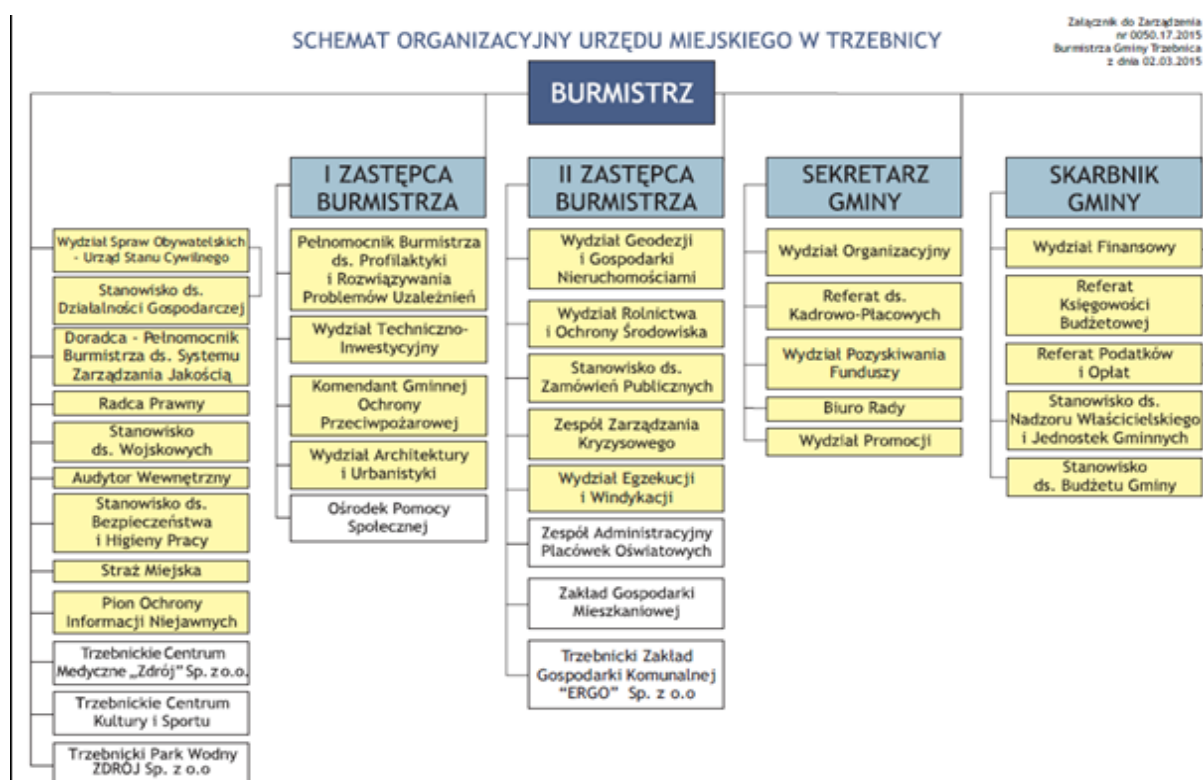 Załącznik do Zarządzenia
nr 0050.17.2015
Burmistrza Gminy Trzebnica
z dnia 02.03.2015
SCHEMAT ORGANIZACYJNY URZĘDU MIEJSKIEGO W TRZEBNICY
BURMISTRZ
Wydział Spraw Obywatelskich
- Urząd Stanu Cywilnego
Stanowisko ds.
Działalności Gospodarczej
Doradca - Pełnomocnik
Burmistrza ds. Systemu
Zarządzania Jakością
Radca Prawny
Stanowisko
ds. Wojskowych
Audytor Wewnętrzny
Stanowisko ds.
Bezpieczeństwa
i Higieny Pracy
Straż Miejska
Pion Ochrony
Informacji Niejawnych
Trzebnickie Centrum
Medyczne „Zdrój” Sp. z o.o.
Trzebnickie Centrum
Kultury i Sportu
Trzebnicki Park Wodny
ZDRÓJ Sp. z o.o
I ZASTĘPCA
BURMISTRZA
Pełnomocnik Burmistrza
ds. Profilaktyki
i Rozwiązywania
Problemów Uzależnień
Wydział Techniczno-
Inwestycyjny
Komendant Gminnej
Ochrony
Przeciwpożarowej
Wydział Architektury
i Urbanistyki
Ośrodek Pomocy
Społecznej
II ZASTĘPCA
BURMISTRZA
Wydział Geodezji
i Gospodarki
Nieruchomościami
Wydział Rolnictwa
i Ochrony Środowiska
Stanowisko ds.
Zamówień Publicznych
Zespół Zarządzania
Kryzysowego
Wydział Egzekucji
i Windykacji
Zespół Administracyjny
Placówek Oświatowych
Zakład Gospodarki
Mieszkaniowej
Trzebnicki Zakład
Gospodarki Komunalnej
“ERGO” Sp. z o.o
SEKRETARZ
GMINY
Wydział Organizacyjny
Referat ds.
Kadrowo-Płacowych
Wydział Pozyskiwania
Funduszy
Biuro Rady
Wydział Promocji
SKARBNIK
GMINY
Wydział Finansowy
Referat
Księgowości
Budżetowej
Referat Podatków
i Opłat
Stanowisko ds.
Nadzoru Właścicielskiego
i Jednostek Gminnych
Stanowisko
ds. Budżetu Gminy